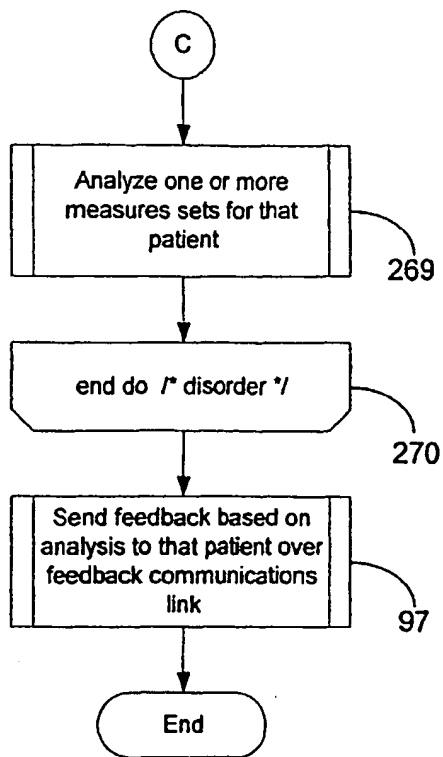 C
Analyze one or more
measures sets for that
patient
269
end do /* disorder */
270
Send feedback based on
analysis to that patient over
feedback communications
link
97
End